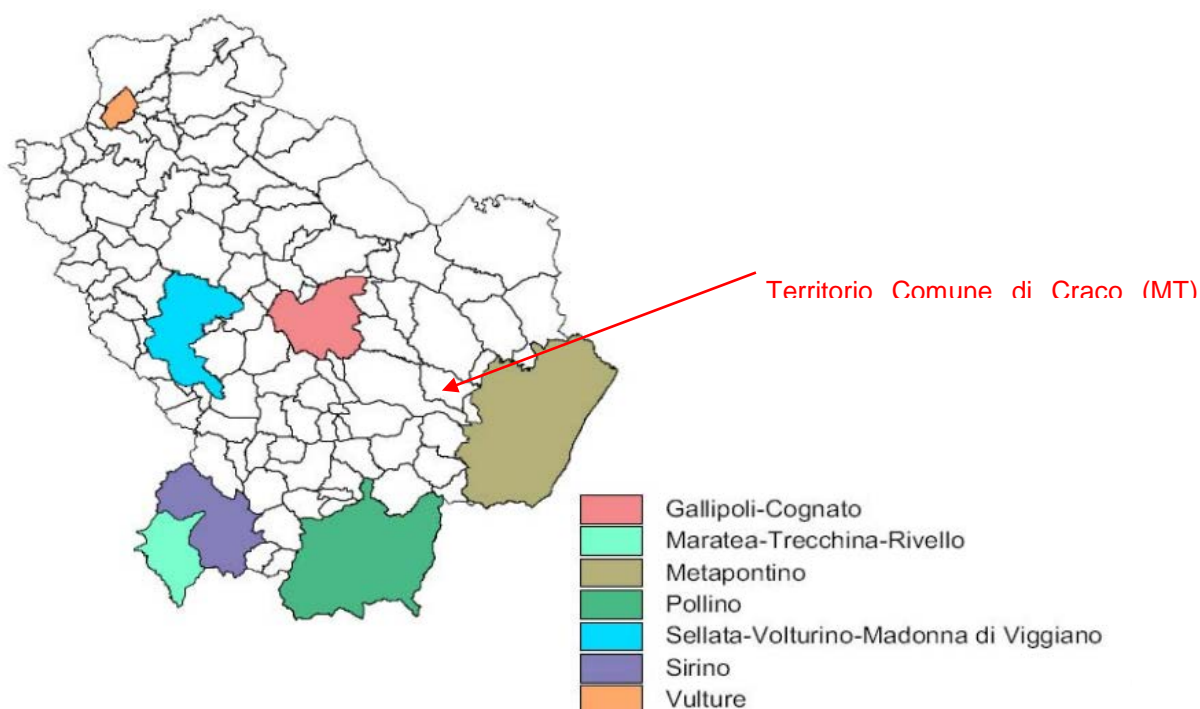 Territorio Comune di Craco (MT)
Gallipoli-Cognato
Maratea-Trecchina-Rivello
Metapontino
Pollino
Sellata-Volturino-Madonna di Viggiano
Sirino
Vulture